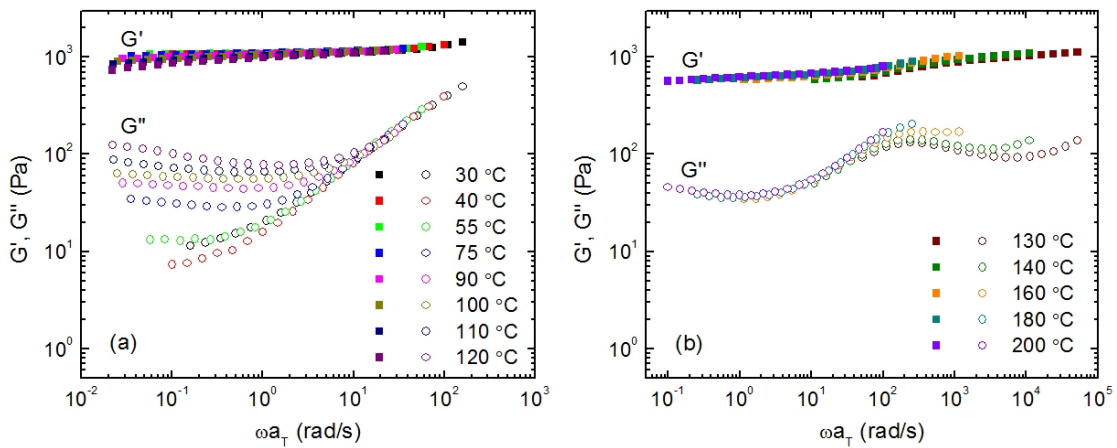 G'
G"
G', G" (Pa)
10³
10²
10¹
10⁰
30 °C
40 °C
55 °C
75 °C
90 °C
100 °C
110 °C
120 °C
(a)
10⁻² 10⁻¹ 10⁰ 10¹ 10² 10³
ωa_T (rad/s)
G'
G"
G', G" (Pa)
10³
10²
10¹
10⁰
130 °C
140 °C
160 °C
180 °C
200 °C
(b)
10⁻¹ 10⁰ 10¹ 10² 10³ 10⁴ 10⁵
ωa_T (rad/s)